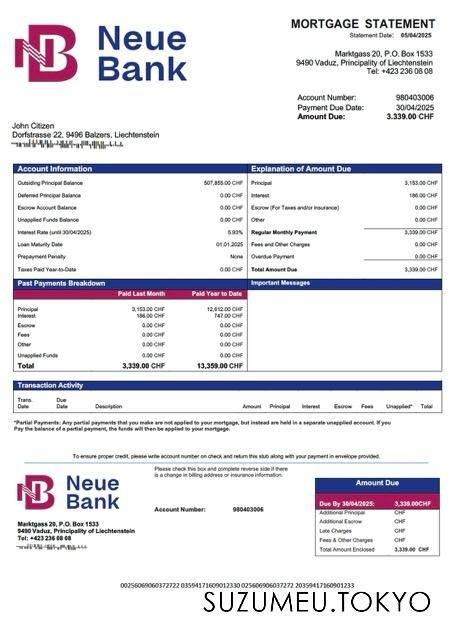 Neue
Bank
MORTGAGE STATEMENT
Statement Date: 05/04/2025
Marktgass 20, P.O. Box 1533
9490 Vaduz, Principality of Liechtenstein
Tel: +423 236 08 08
Account Number: 980403006
Payment Due Date: 30/04/2025
Amount Due: 3.339.00 CHF
John Citizen
Dorfstrasse 22, 9496 Balzers, Liechtenstein
Account Information
Outsiding Principal Balance 507,855.00 CHF
Deferred Principal Balance 0.00 CHF
Escrow Account Balance 0.00 CHF
Unapplied Funds Balance 0.00 CHF
Interest Rate (until 30/04/2025) 5.93%
Loan Maturity Date 01.01.2025
Prepayment Penalty None
Taxes Paid Year-to-Date 0.00 CHF
Explanation of Amount Due
Principal 3,153.00 CHF
Interest 186.00 CHF
Escrow (For Taxes and/or insurance) 0.00 CHF
Other 0.00 CHF
Regular Monthly Payment 3,339.00 CHF
Fees and Other Charges 0.00 CHF
Overdue Payment 0.00 CHF
Total Amount Due 3,339.00 CHF
Past Payments Breakdown
Paid Last Month Paid Year to Date
Principal 3,153.00 CHF 12,612.00 CHF
Interest 186.00 CHF 747.00 CHF
Escrow 0.00 CHF 0.00 CHF
Fees 0.00 CHF 0.00 CHF
Other 0.00 CHF 0.00 CHF
Unapplied Funds 0.00 CHF 0.00 CHF
Total 3,339.00 CHF 13,359.00 CHF
Important Messages
Transaction Activity
Trans. Date Due Date Description Amount Principal Interest Escrow Fees Unapplied* Total
*Partial Payments: Any partial payments that you make are not applied to your mortgage, but instead are held in a separate unapplied account. If you
Pay the balance of a partial payment, the funds will then be applied to your mortgage.
To ensure proper credit, please write account number on check and return this stub along with your payment in envelope provided.
Neue
Bank
Marktgass 20, P.O. Box 1533
9490 Vaduz, Principality of Liechtenstein
Tel: +423 236 08 08
Please check this box and complete reverse side if there
is a change in billing address or insurance information.
Account Number: 980403006
Amount Due
Due By 30/04/2025: 3,339.00CHF
Additional Principal CHF
Additional Escrow CHF
Late Charges CHF
Fees & Other Charges CHF
Total Amount Enclosed 3,339.00 CHF
00256069060372722 03594171609012330 0256069060372722 20359417160901233
SUZUMEU.TOKYO